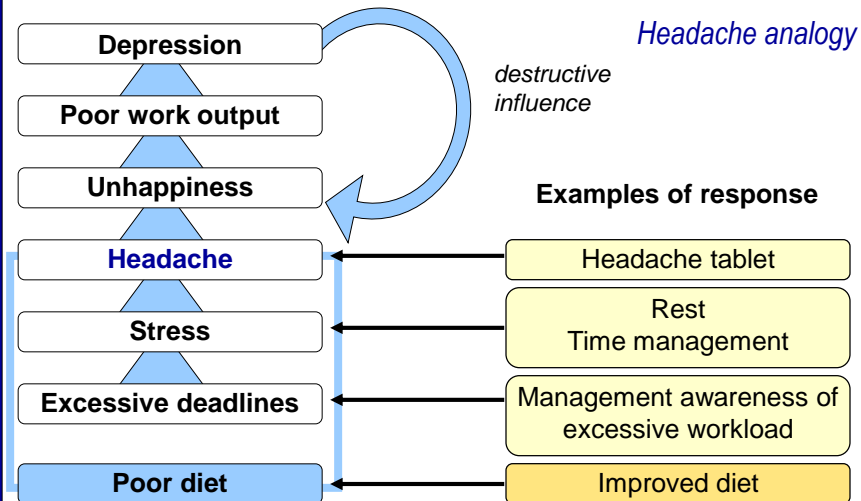 Headache analogy
Depression
destructive
influence
Poor work output
Unhappiness
Examples of response
Headache
Headache tablet
Stress
Rest
Time management
Excessive deadlines
Management awareness of
excessive workload
Poor diet
Improved diet